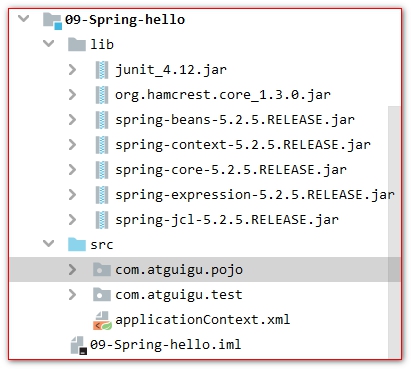 09-Spring-hello
lib
junit_4.12.jar
org.hamcrest.core_1.3.0.jar
spring-beans-5.2.5.RELEASE.jar
spring-context-5.2.5.RELEASE.jar
spring-core-5.2.5.RELEASE.jar
spring-expression-5.2.5.RELEASE.jar
spring-jcl-5.2.5.RELEASE.jar
src
com.atguigu.pojo
com.atguigu.test
applicationContext.xml
09-Spring-hello.iml